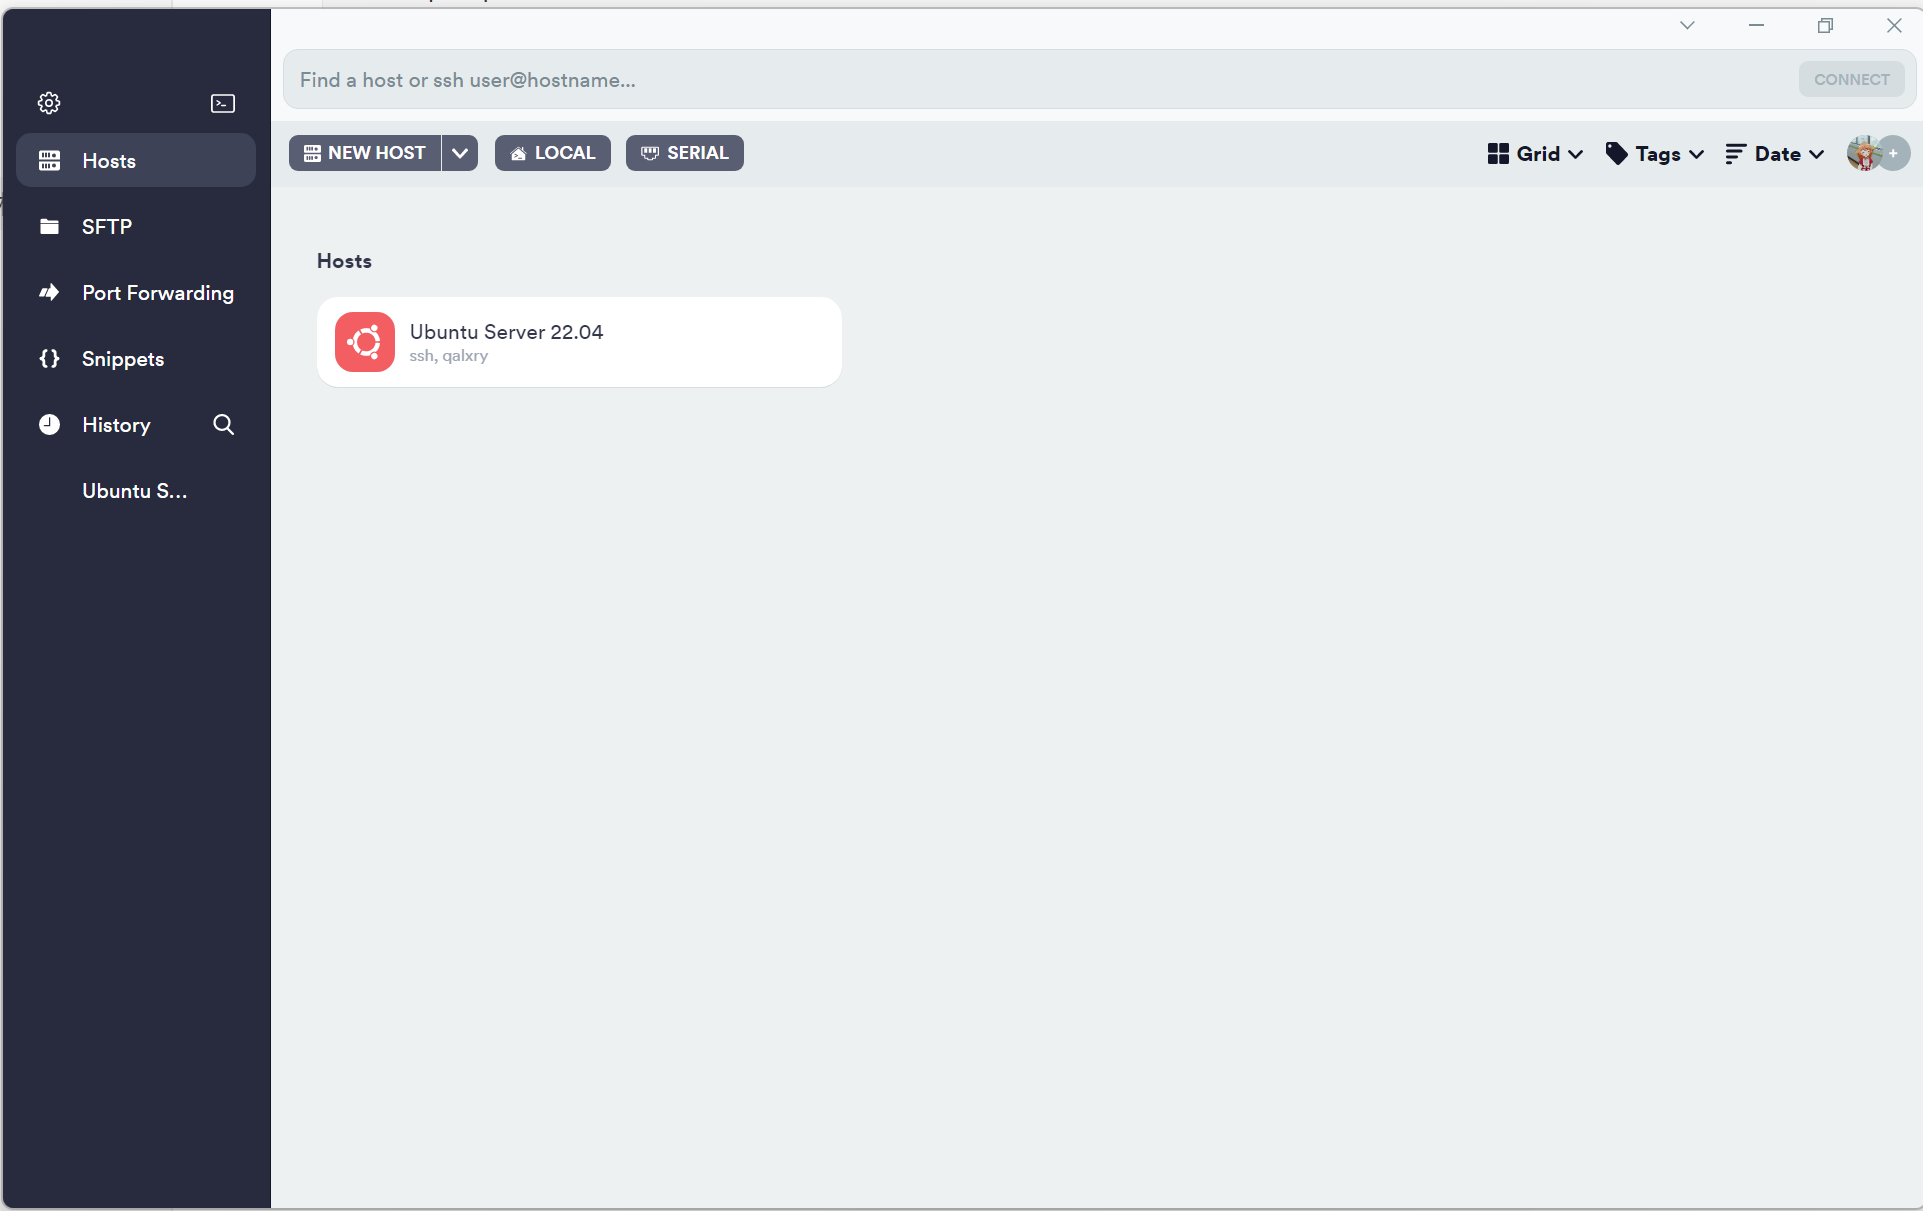 Find a host or ssh user@hostname...
CONNECT
Hosts
SFTP
Port Forwarding
Snippets
History
Ubuntu S...
NEW HOST
LOCAL
SERIAL
Grid
Tags
Date
Hosts
Ubuntu Server 22.04
ssh, qalxry